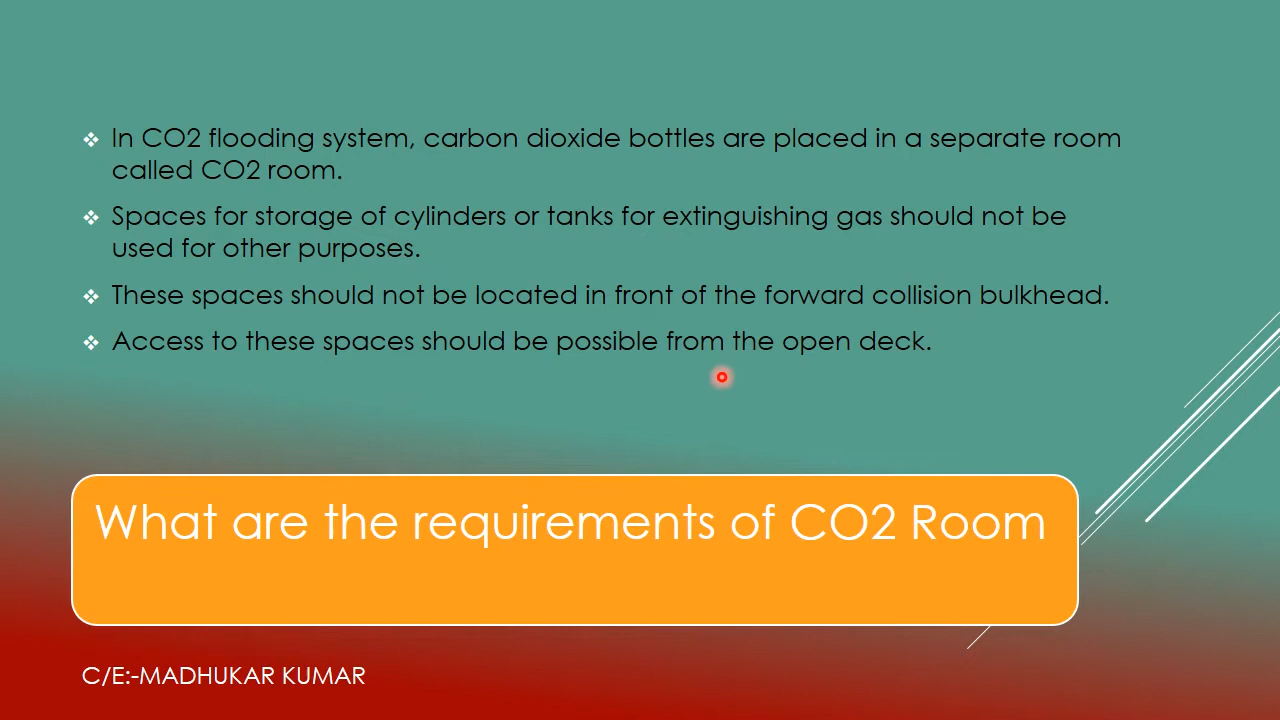 In CO2 flooding system, carbon dioxide bottles are placed in a separate room
called CO2 room.
Spaces for storage of cylinders or tanks for extinguishing gas should not be
used for other purposes.
These spaces should not be located in front of the forward collision bulkhead.
Access to these spaces should be possible from the open deck.
What are the requirements of CO2 Room
C/E:-MADHUKAR KUMAR